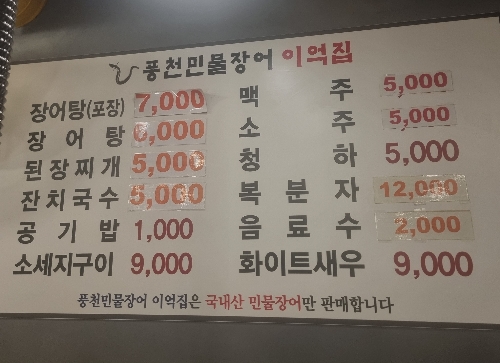 풍천민물장어 이억집
장어탕(포장) 7,000
장어탕 6,000
된장찌개 5,000
잔치국수 5,000
공기밥 1,000
소세지구이 9,000
맥주 5,000
소주 5,000
청하 5,000
복분자 12,000
음료수 2,000
화이트새우 9,000
풍천민물장어 이억집은 국내산 민물장어만 판매합니다